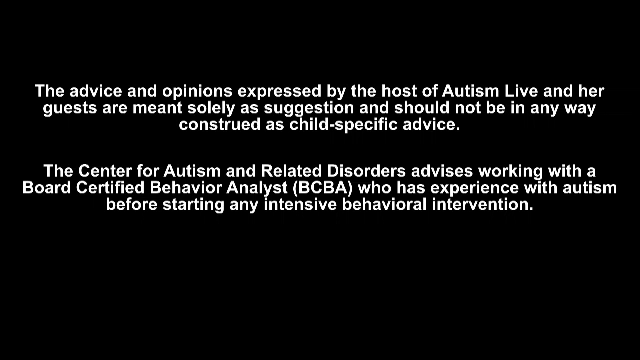 The advice and opinions expressed by the host of Autism Live and her
guests are meant solely as suggestion and should not be in any way
construed as child-specific advice.
The Center for Autism and Related Disorders advises working with a
Board Certified Behavior Analyst (BCBA) who has experience with autism
before starting any intensive behavioral intervention.